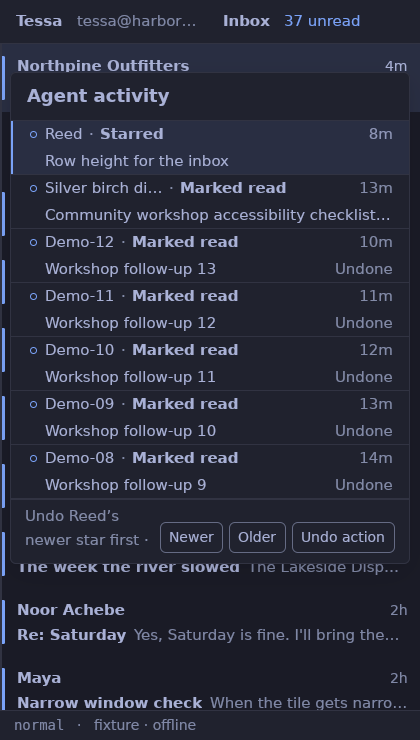 Tessa tessa@harbor… Inbox 37 unread
Northpine Outfitters 4m
Agent activity
Reed · Starred 8m
Row height for the inbox
Silver birch di… · Marked read 13m
Community workshop accessibility checklist…
Demo-12 · Marked read 10m
Workshop follow-up 13 Undone
Demo-11 · Marked read 11m
Workshop follow-up 12 Undone
Demo-10 · Marked read 12m
Workshop follow-up 11 Undone
Demo-09 · Marked read 13m
Workshop follow-up 10 Undone
Demo-08 · Marked read 14m
Workshop follow-up 9 Undone
Undo Reed’s
newer star first · Newer Older Undo action
The week the river slowed The Lakeside Disp…
Noor Achebe 2h
Re: Saturday Yes, Saturday is fine. I'll bring the…
Maya 2h
Narrow window check When the tile gets narro…
normal · fixture · offline